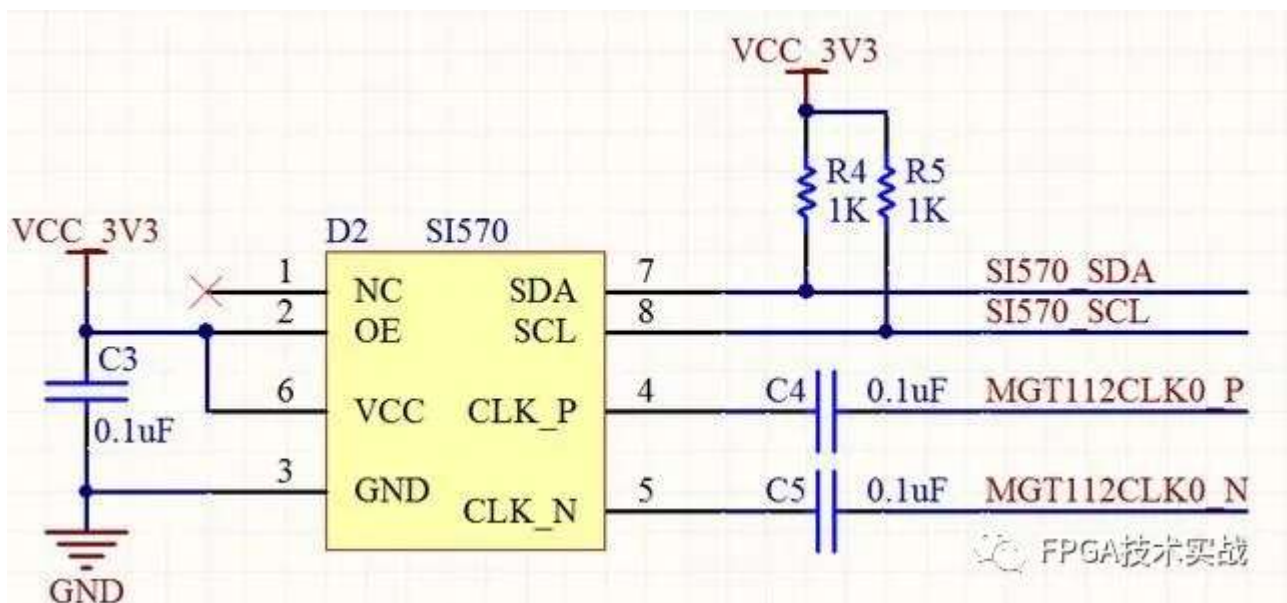 VCC_3V3
R4 R5
1K 1K
VCC_3V3
D2 SI570
1 NC SDA 7 SI570_SDA
2 OE SCL 8 SI570_SCL
C3
0.1uF
6 VCC CLK_P 4 C4 0.1uF MGT112CLK0_P
3 GND CLK_N 5 C5 0.1uF MGT112CLK0_N
FPGA技术实战
GND